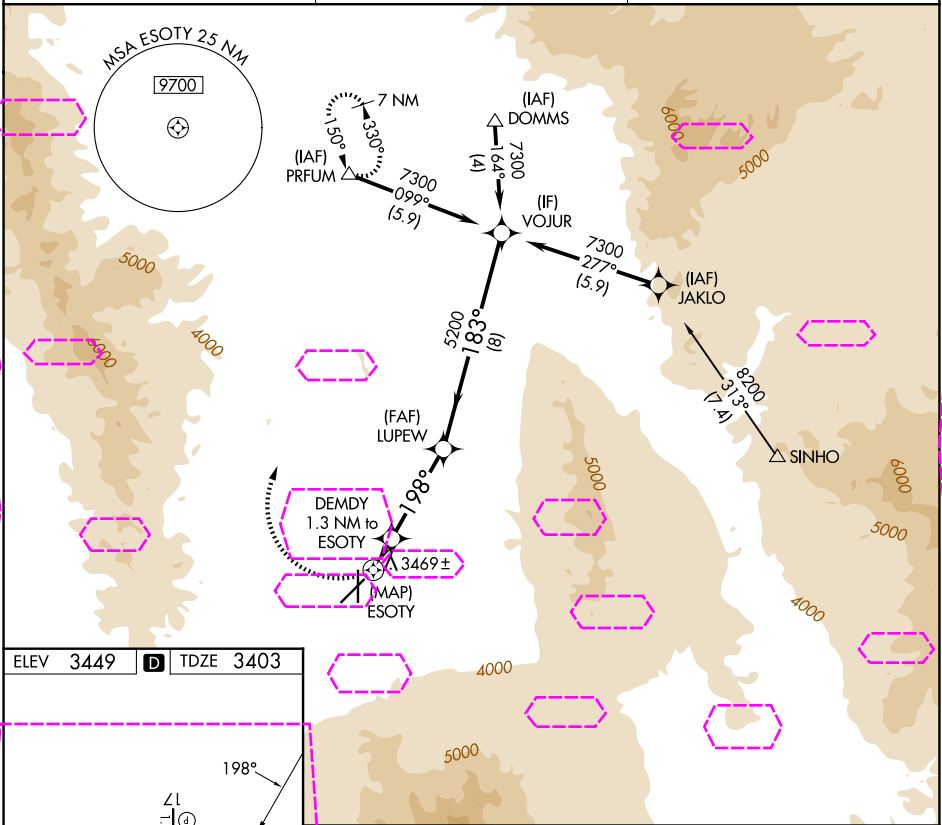 MSA ESOTY 25 NM
9700
7 NM
330°
150°
(IAF)
PRFUM
7300
099°
(5.9)
(IAF)
DOMMS
7300
164°
(4)
(IF)
VOJUR
7300
277°
(5.9)
(IAF)
JAKLO
8200
313°
(7.4)
SINHO
5200
183°
(8)
(FAF)
LUPEW
198°
DEMDY
1.3 NM to
ESOTY
3469 ±
(MAP)
ESOTY
6000
5000
5000
4000
5000
5000
6000
5000
4000
4000
5000
ELEV 3449 D TDZE 3403
198°
17
P